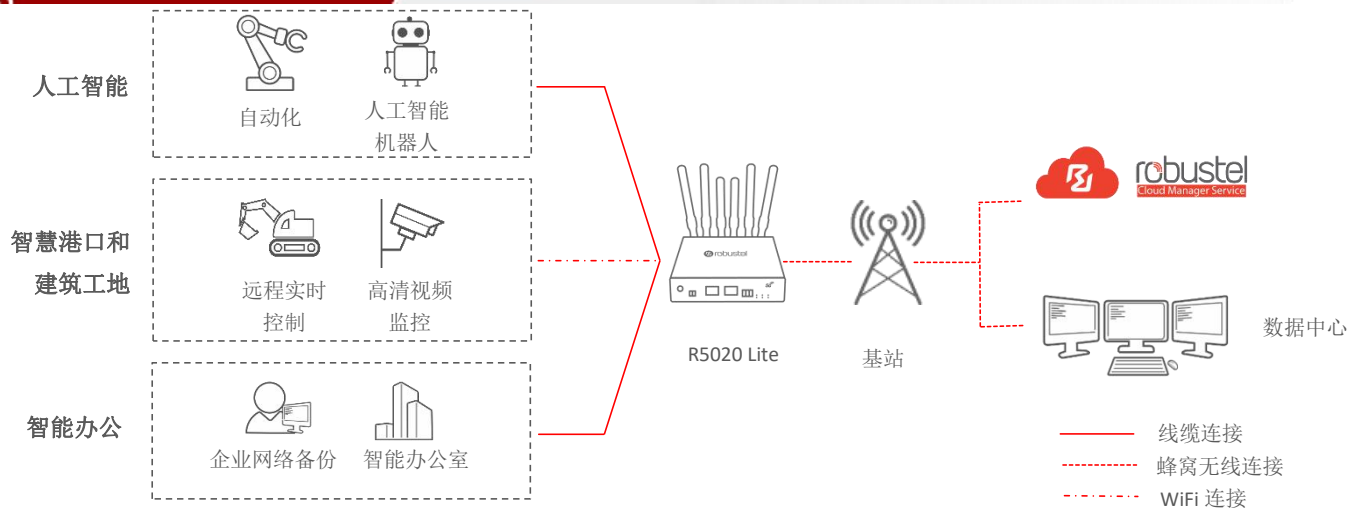 人工智能
自动化
人工智能
机器人
智慧港口和
建筑工地
远程实时
控制
高清视频
监控
智能办公
企业网络备份
智能办公室
robustel
R5020 Lite
基站
robustel
Cloud Manager Service
数据中心
线缆连接
蜂窝无线连接
WiFi 连接